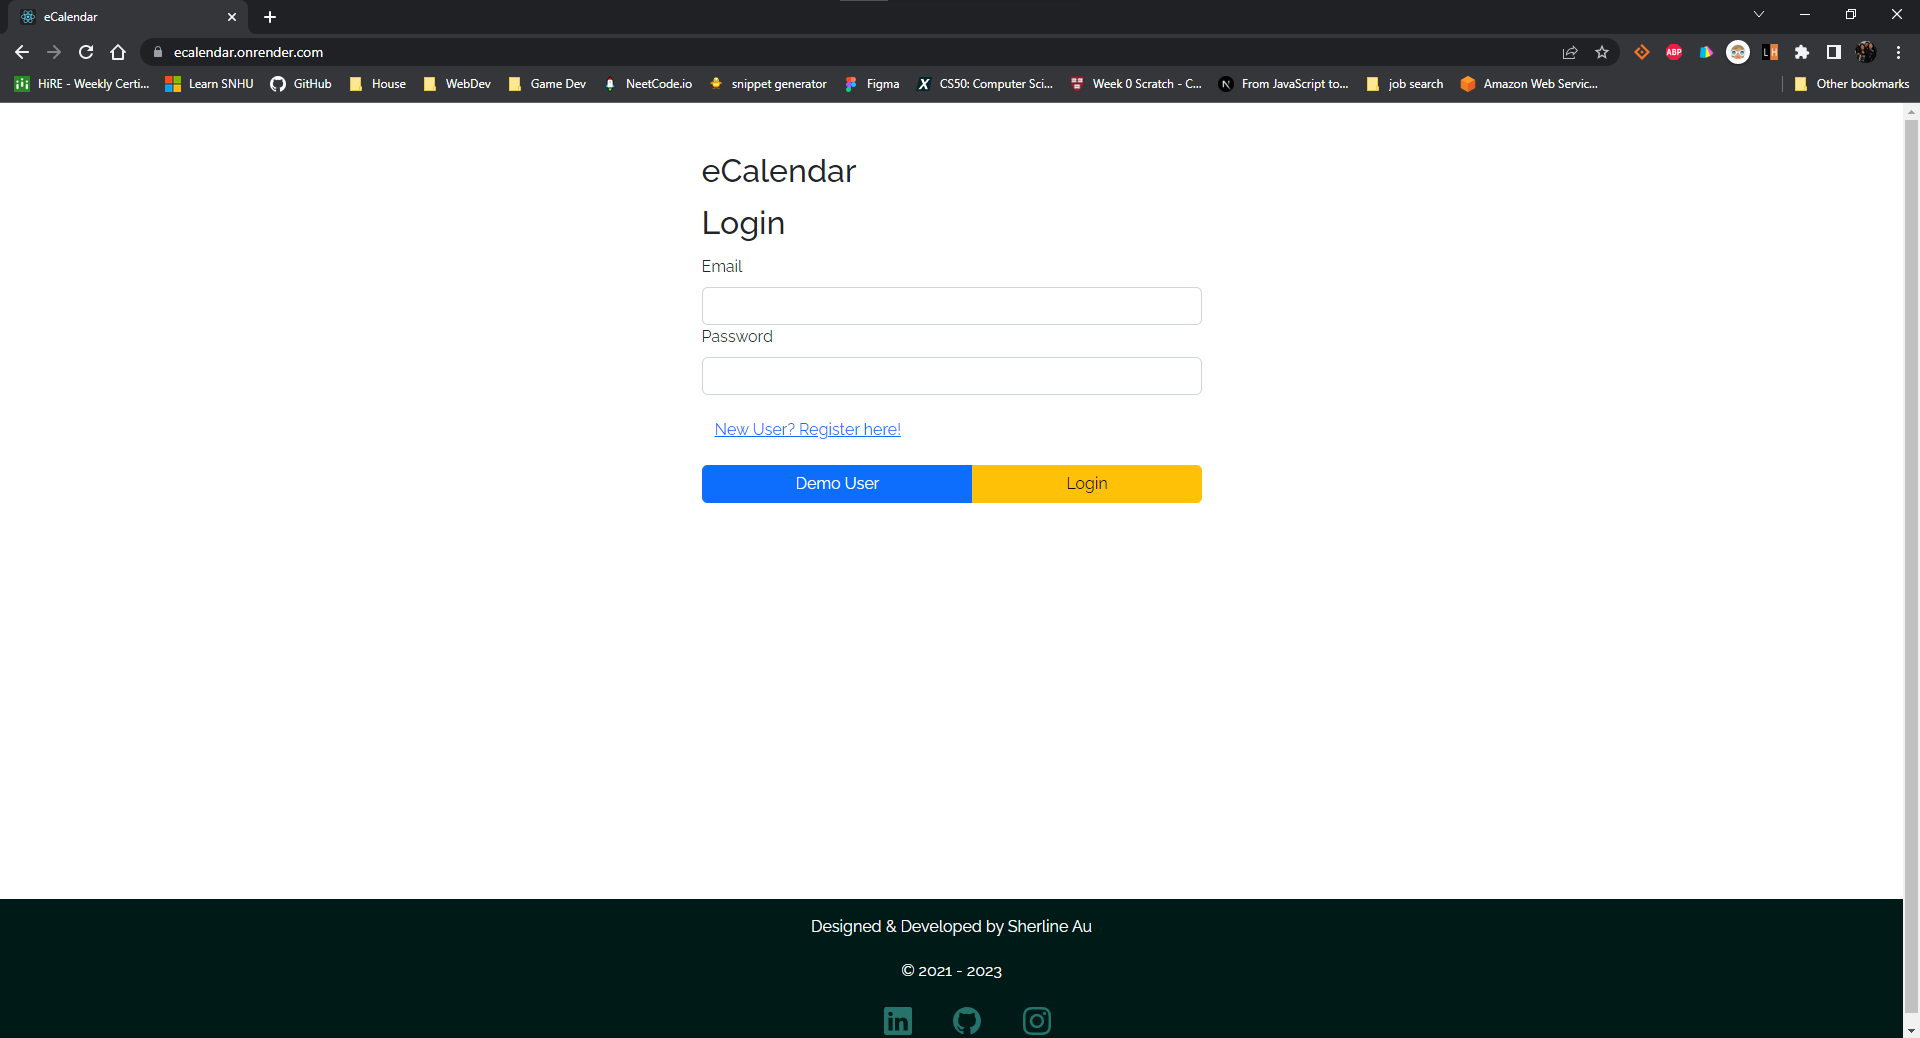 eCalendar
ecalendar.onrender.com
ABP
L H
HiRE - Weekly Certi...
Learn SNHU
GitHub
House
WebDev
Game Dev
NeetCode.io
snippet generator
Figma
CS50: Computer Sci...
Week 0 Scratch - C...
From JavaScript to...
job search
Amazon Web Servic...
Other bookmarks
eCalendar
Login
Email
Password
New User? Register here!
Demo User
Login
Designed & Developed by Sherline Au
© 2021 - 2023
in